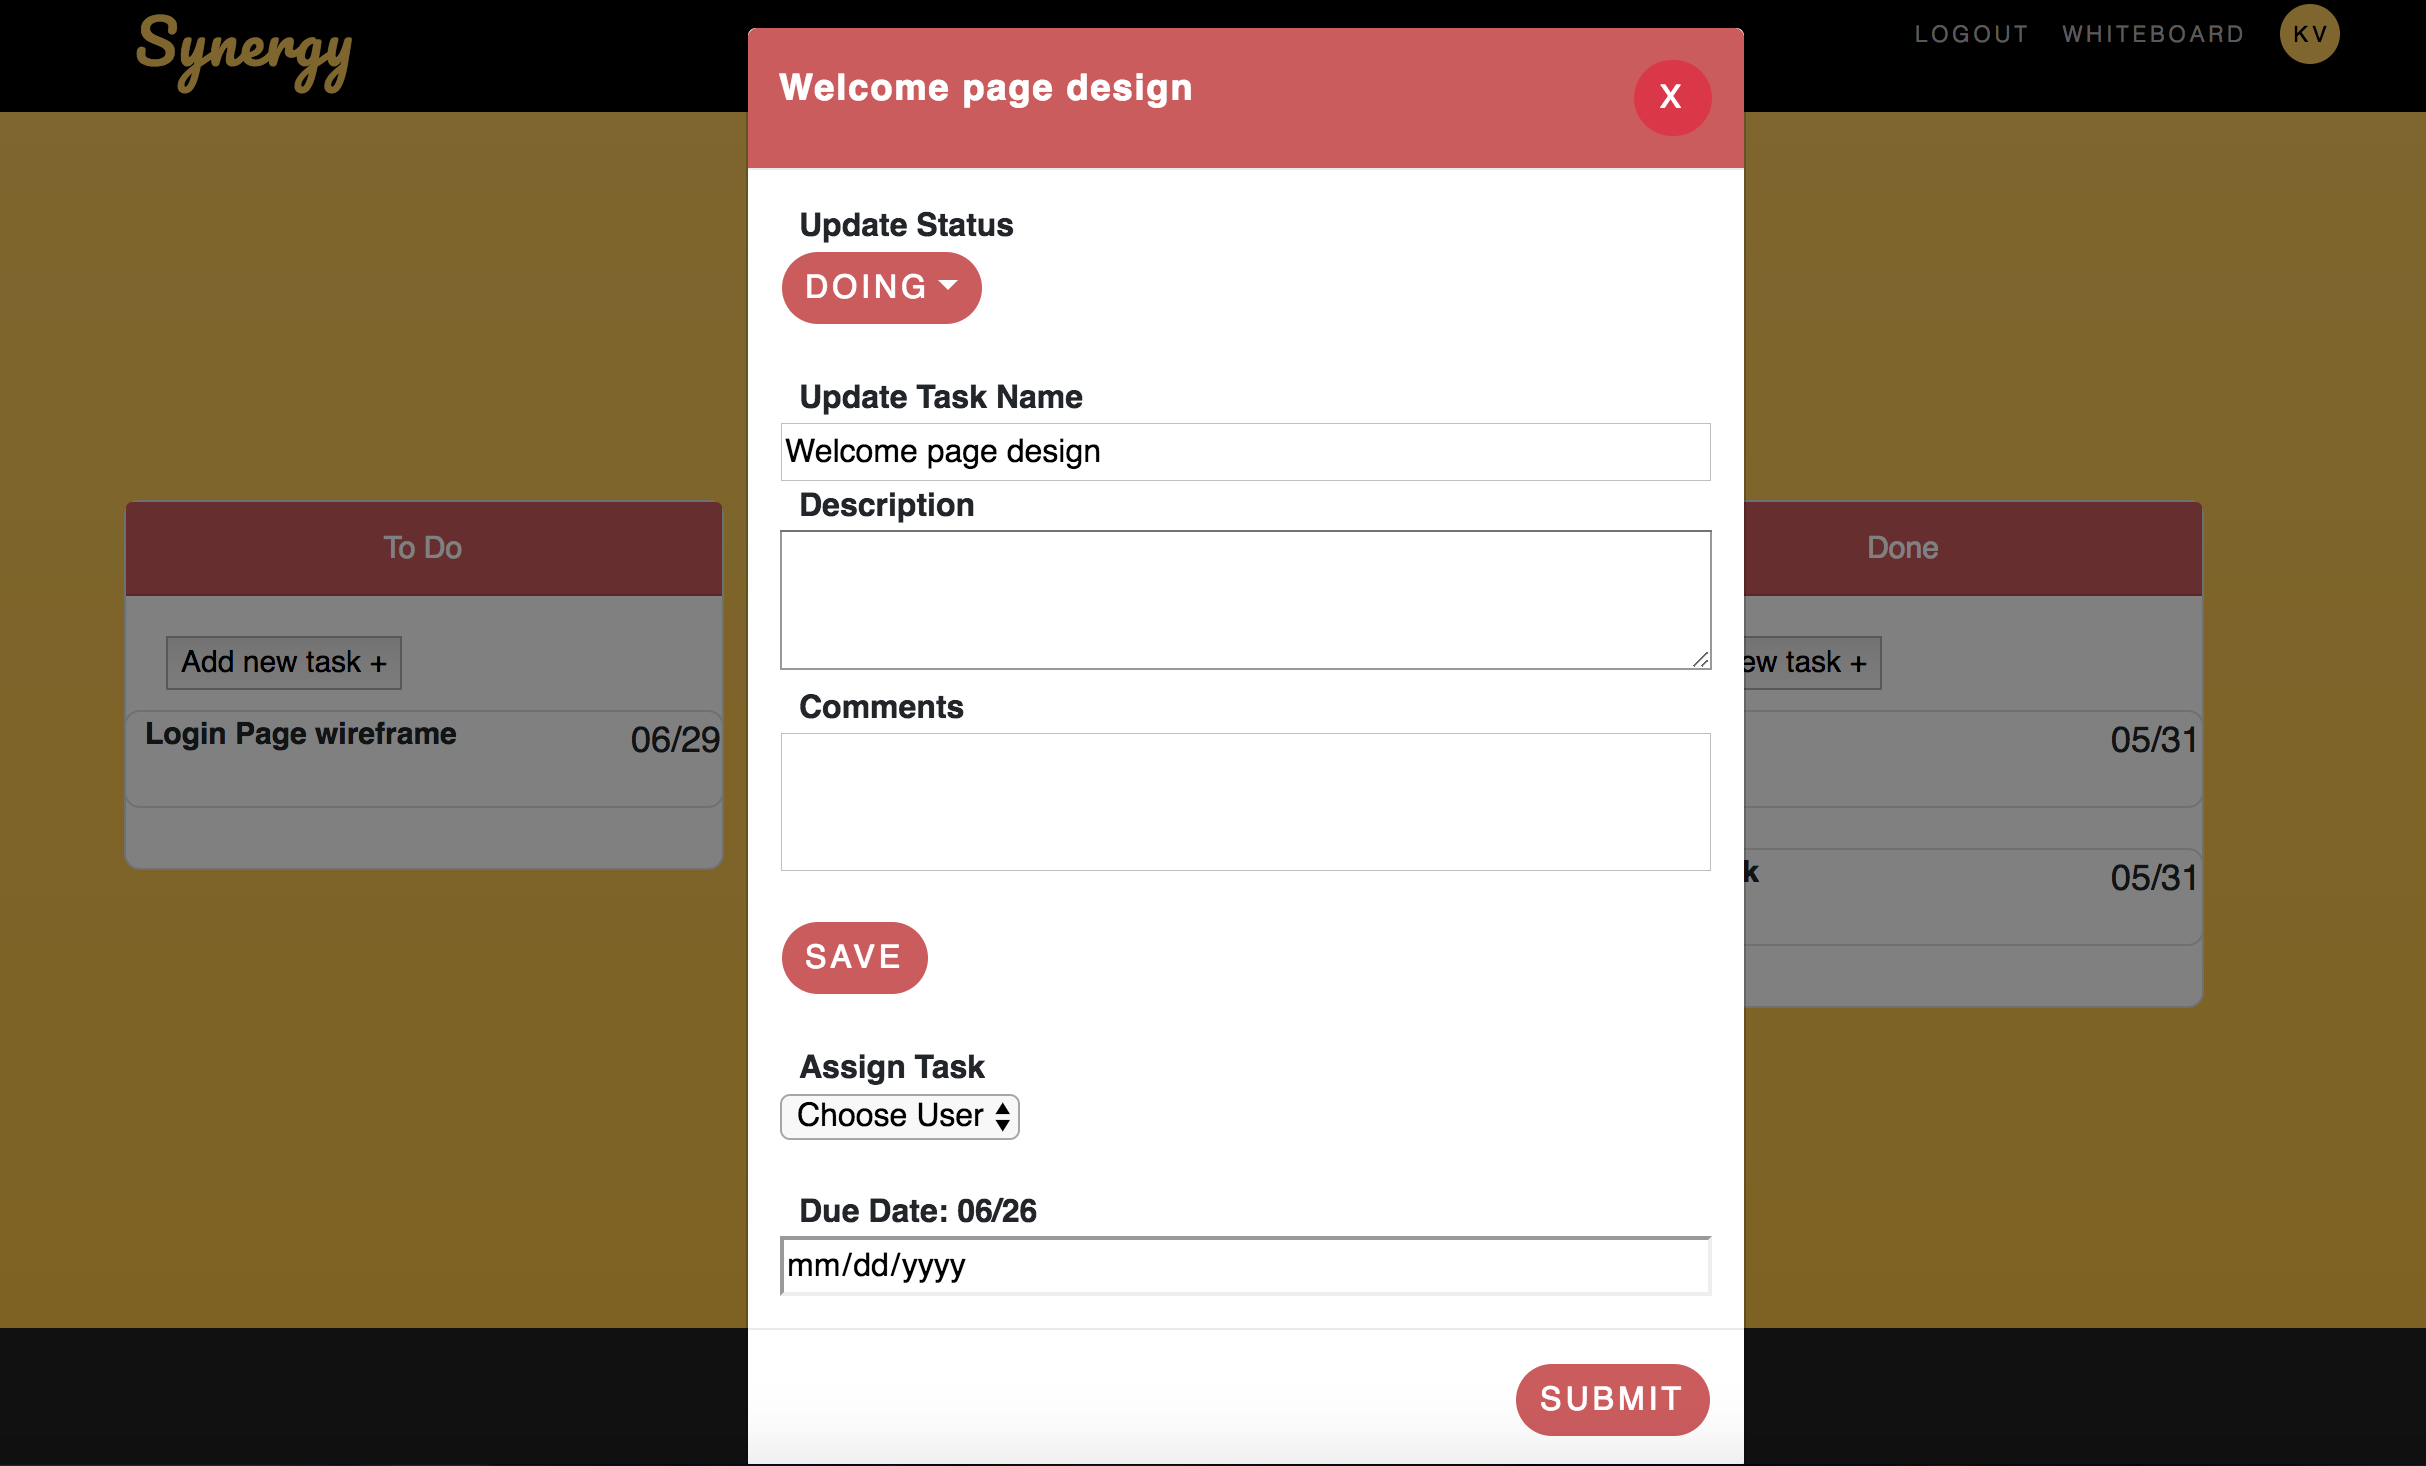 Synergy
LOGOUT WHITEBOARD KV
Welcome page design X
Update Status
DOING
Update Task Name
Welcome page design
Description
Comments
SAVE
Assign Task
Choose User
Due Date: 06/26
mm/dd/yyyy
SUBMIT
To Do
Add new task +
Login Page wireframe 06/29
Done
ew task +
05/31
k 05/31